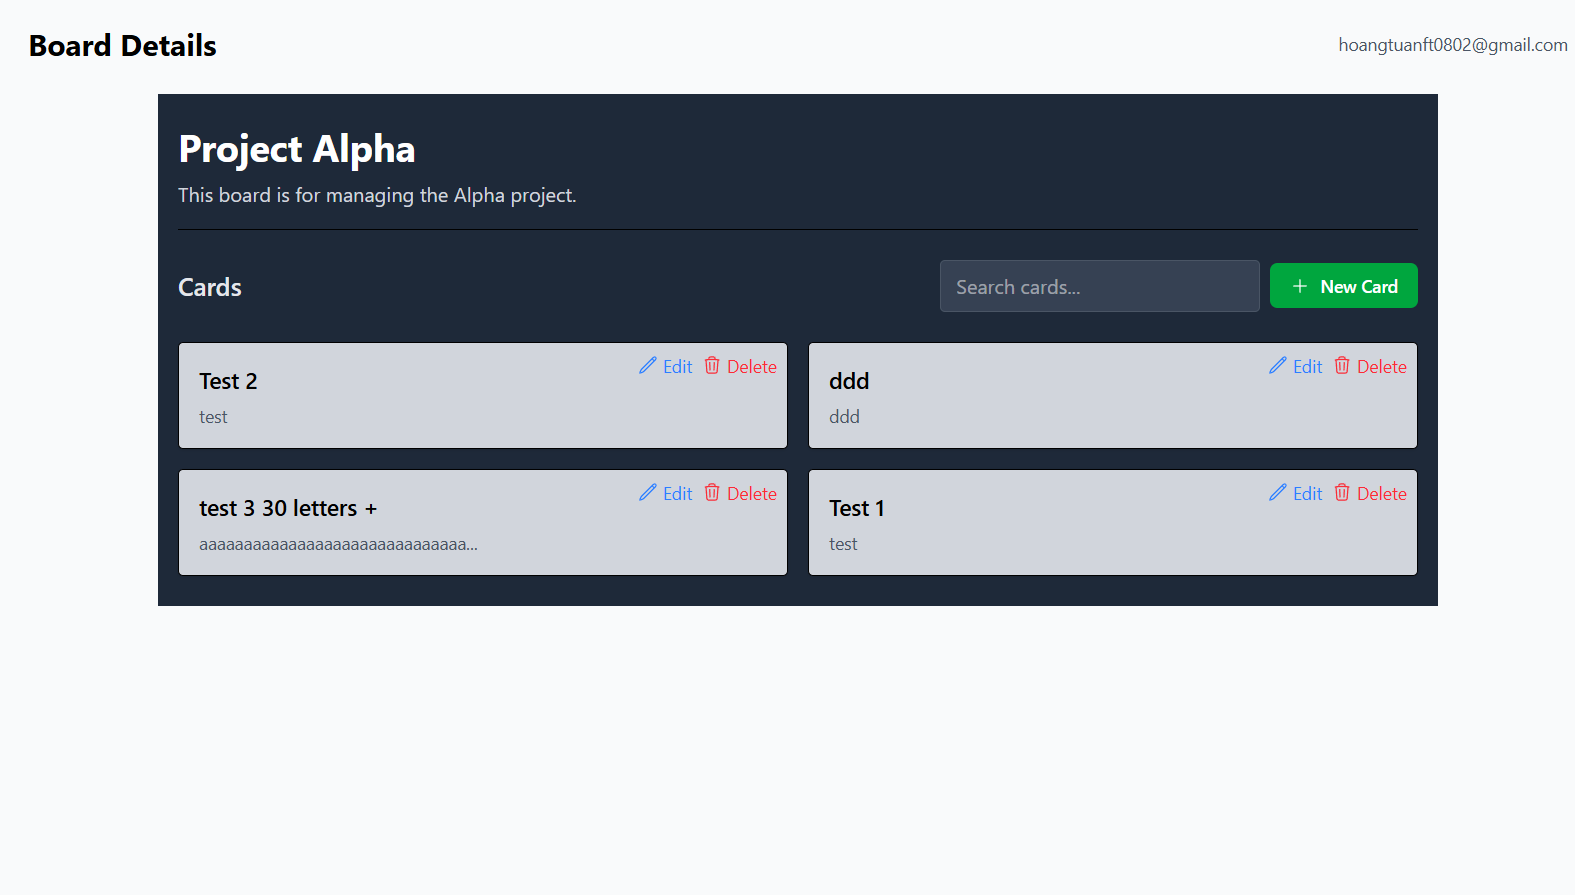 Board Details
hoangtuanft0802@gmail.com
Project Alpha
This board is for managing the Alpha project.
Cards
Search cards...
New Card
Test 2
Edit
Delete
test
ddd
Edit
Delete
ddd
test 3 30 letters +
Edit
Delete
aaaaaaaaaaaaaaaaaaaaaaaaaaaaaa...
Test 1
Edit
Delete
test